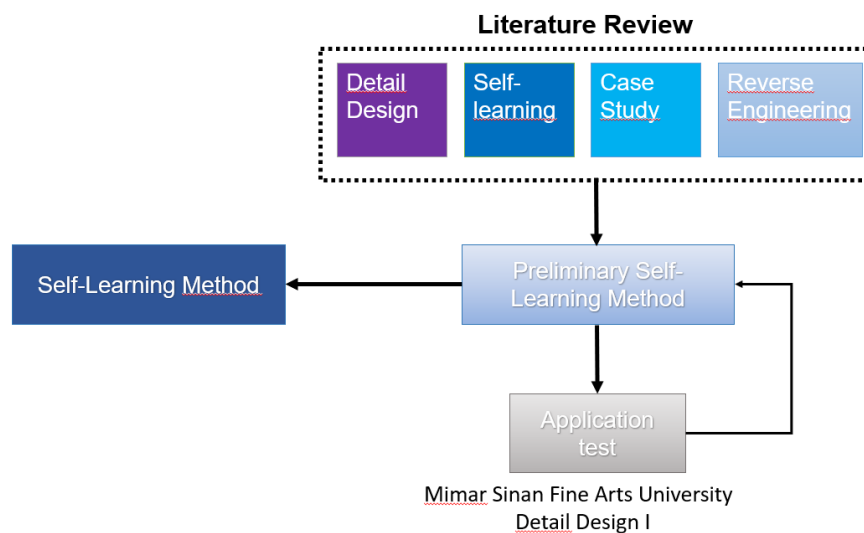 Literature Review
Detail
Design
Self-
learning
Case
Study
Reverse
Engineering
Self-Learning Method
Preliminary Self-
Learning Method
Application
test
Mimar Sinan Fine Arts University
Detail Design I